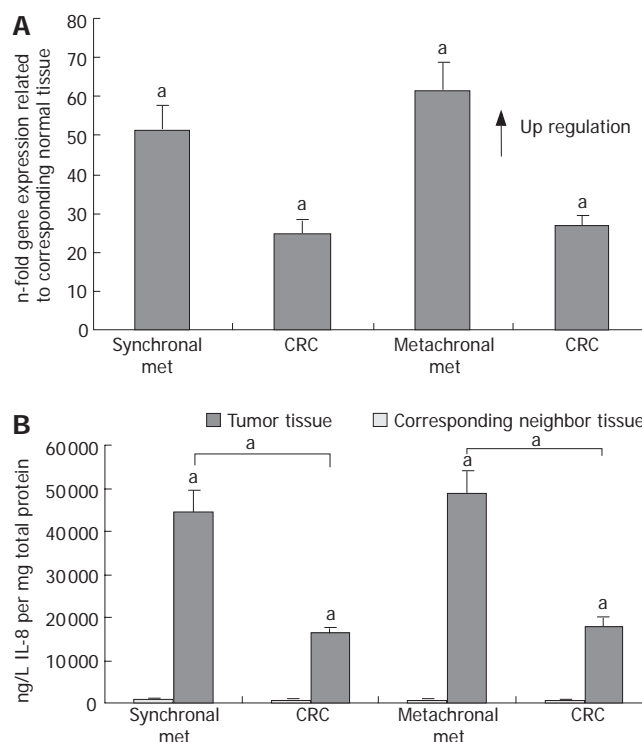 A
n-fold gene expression related
to corresponding normal tissue
80
70
60
50
40
30
20
10
0
a
a
a
a
Up regulation
Synchronal
met
CRC
Metachronal
met
CRC
B
Tumor tissue
Corresponding neighbor tissue
ng/L IL-8 per mg total protein
60000
50000
40000
30000
20000
10000
0
a
a
a
a
a
a
Synchronal
met
CRC
Metachronal
met
CRC